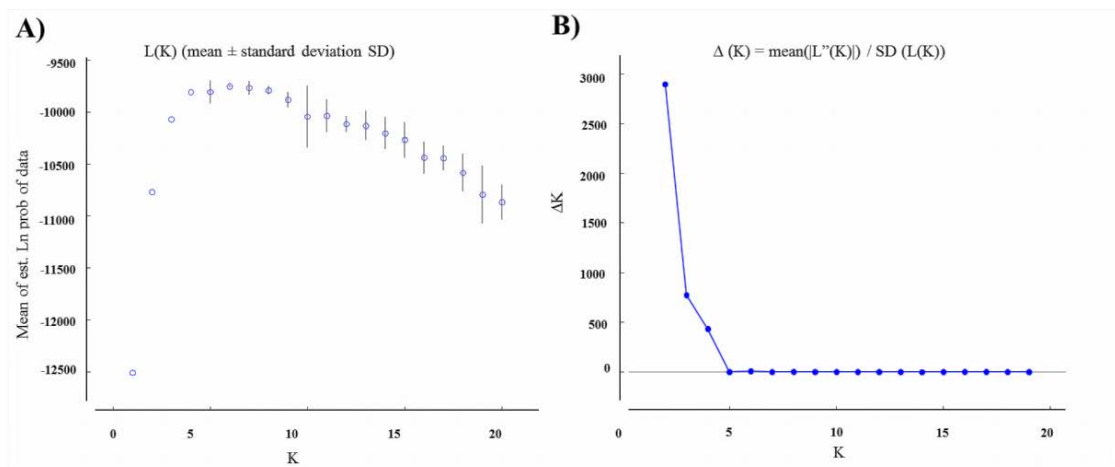 A)
L(K) (mean ± standard deviation SD)
-9500
-10000
-10500
-11000
-11500
-12000
-12500
Mean of est. Ln prob of data
0 5 10 15 20
K
B)
Δ (K) = mean(|L”(K)|) / SD (L(K))
3000
2500
2000
1500
1000
500
0
ΔK
0 5 10 15 20
K